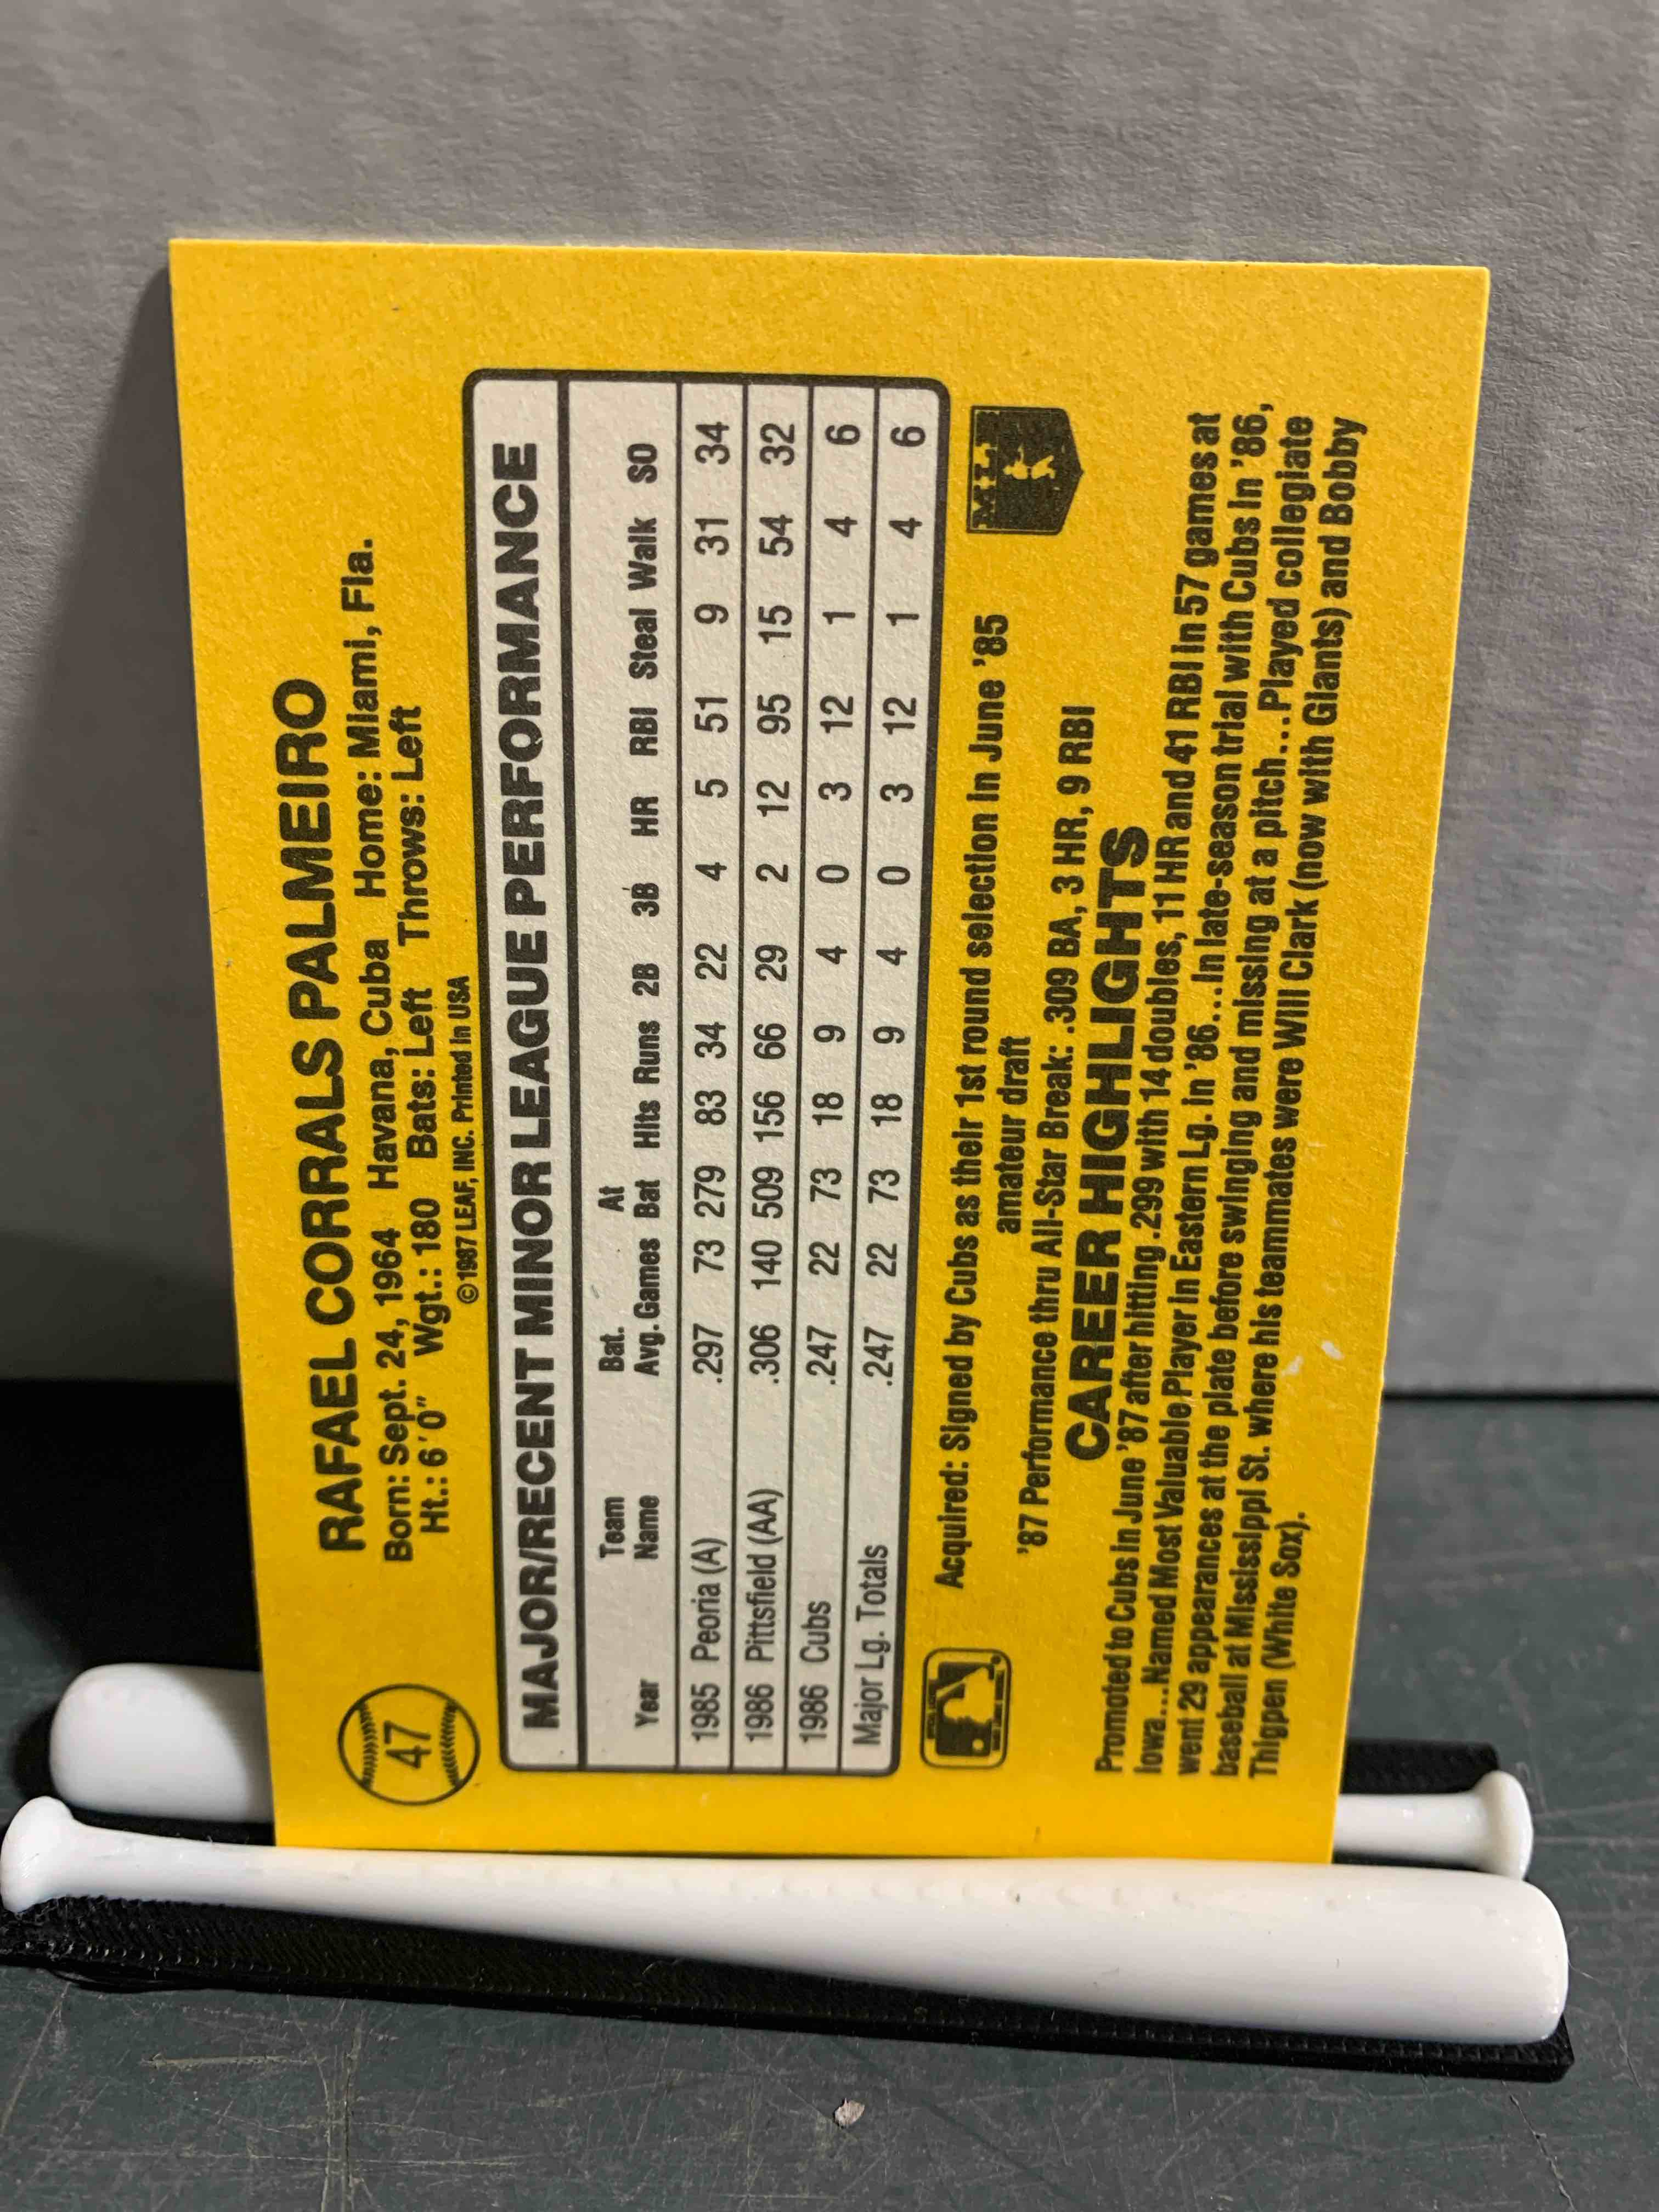 47
RAFAEL CORRALS PALMEIRO
Born: Sept. 24, 1964 Havana, Cuba Home: Miami, Fla.
Ht.: 6'0" Wgt.: 180 Bats: Left Throws: Left
©1987 LEAF, INC. Printed in USA
MAJOR/RECENT MINOR LEAGUE PERFORMANCE
Team Bat. At
Year Name Avg. Games Bat Hits Runs 2B 3B HR RBI Steal Walk SO
1985 Peoria (A) .297 73 279 83 34 22 4 5 51 9 31 34
1986 Pittsfield (AA) .306 140 509 156 66 29 2 12 95 15 54 32
1986 Cubs .247 22 73 18 9 4 0 3 12 1 4 6
Major Lg. Totals .247 22 73 18 9 4 0 3 12 1 4 6
Acquired: Signed by Cubs as their 1st round selection in June '85
amateur draft
'87 Performance thru All-Star Break: .309 BA, 3 HR, 9 RBI
CAREER HIGHLIGHTS
Promoted to Cubs in June '87 after hitting .299 with 14 doubles, 11 HR and 41 RBI in 57 games at
Iowa...Named Most Valuable Player in Eastern Lg. in '86...In late-season trial with Cubs in '86,
went 29 appearances at the plate before swinging and missing at a pitch...Played collegiate
baseball at Mississippi St. where his teammates were Will Clark (now with Giants) and Bobby
Thigpen (White Sox).